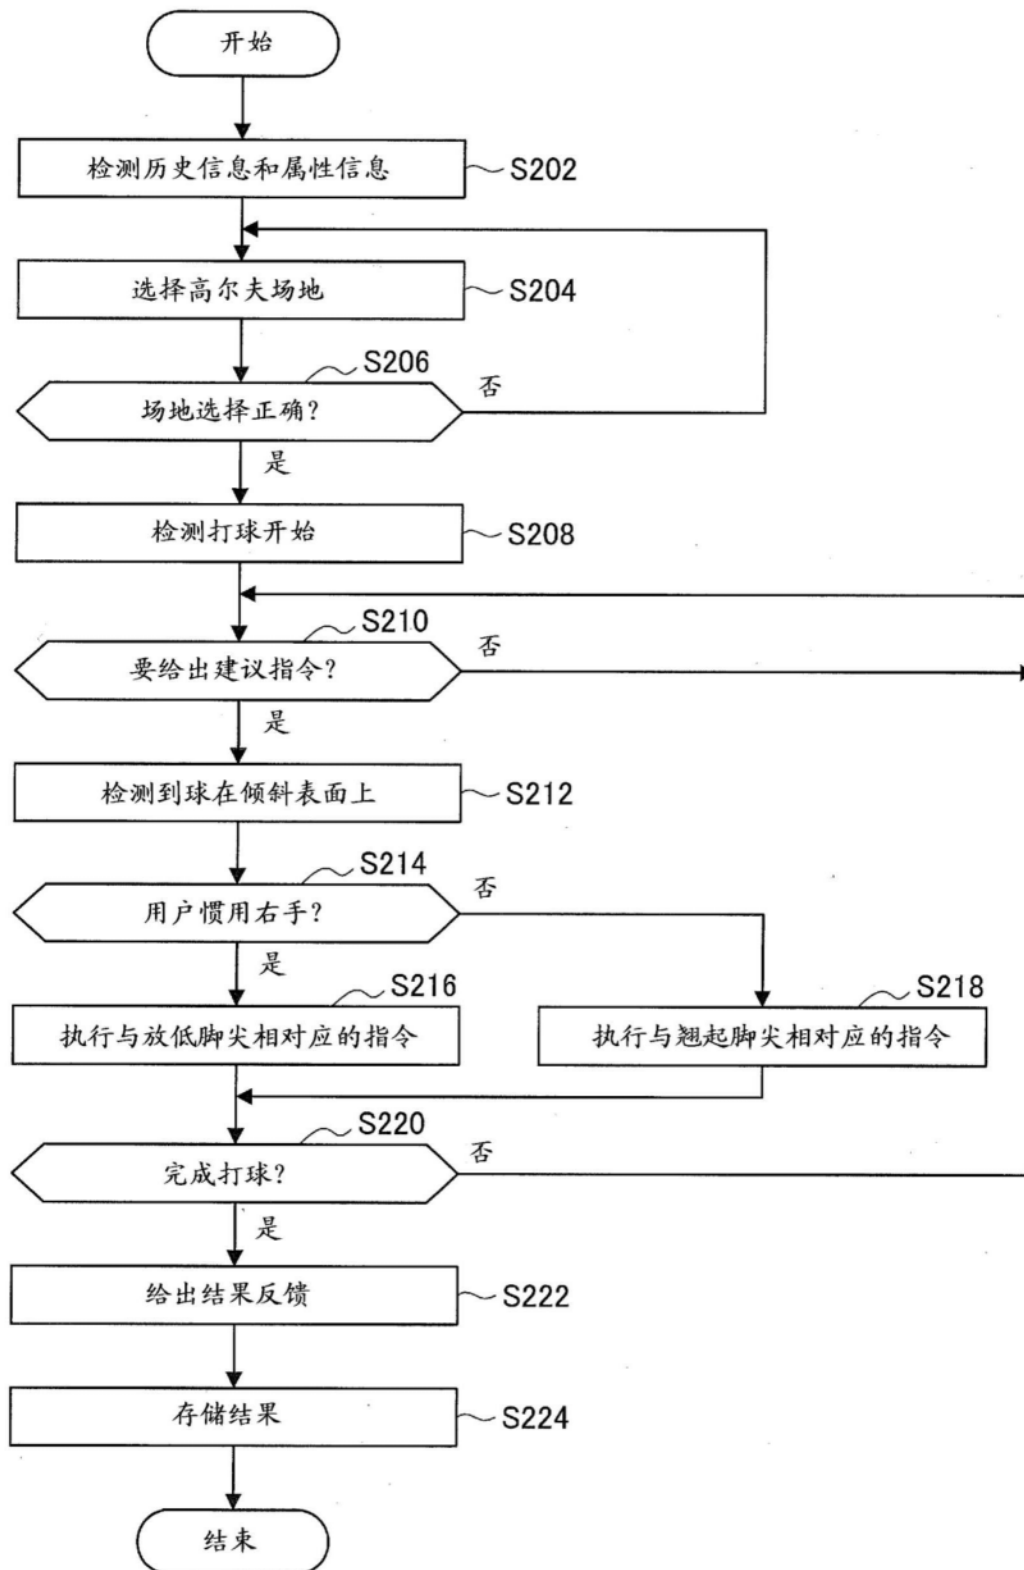 开始
检测历史信息和属性信息
S202
选择高尔夫场地
S204
S206
场地选择正确?
否
是
检测打球开始
S208
S210
要给出建议指令?
否
是
检测到球在倾斜表面上
S212
S214
用户惯用右手?
否
是
S216
执行与放低脚尖相对应的指令
S218
执行与翘起脚尖相对应的指令
S220
完成打球?
否
是
给出结果反馈
S222
存储结果
S224
结束